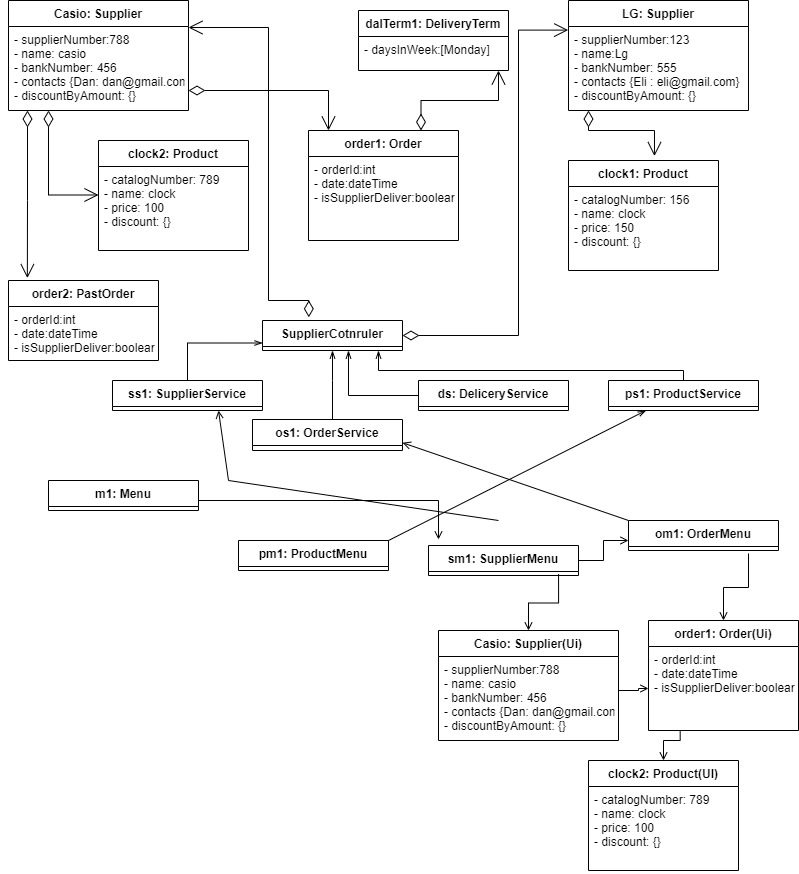 Casio: Supplier
- supplierNumber:788
- name: casio
- bankNumber: 456
- contacts {Dan: dan@gmail.com
- discountByAmount: {}
dalTerm1: DeliveryTerm
- daysInWeek:[Monday]
LG: Supplier
- supplierNumber:123
- name:Lg
- bankNumber: 555
- contacts {Eli : eli@gmail.com}
- discountByAmount: {}
clock2: Product
- catalogNumber: 789
- name: clock
- price: 100
- discount: {}
order1: Order
- orderId:int
- date:dateTime
- isSupplierDeliver:boolear
clock1: Product
- catalogNumber: 156
- name: clock
- price: 150
- discount: {}
order2: PastOrder
- orderId:int
- date:dateTime
- isSupplierDeliver:boolear
SupplierCotnruler
ss1: SupplierService
ds: DeliceryService
ps1: ProductService
os1: OrderService
m1: Menu
pm1: ProductMenu
sm1: SupplierMenu
om1: OrderMenu
Casio: Supplier(Ui)
- supplierNumber:788
- name: casio
- bankNumber: 456
- contacts {Dan: dan@gmail.com
- discountByAmount: {}
order1: Order(Ui)
- orderId:int
- date:dateTime
- isSupplierDeliver:boolear
clock2: Product(UI)
- catalogNumber: 789
- name: clock
- price: 100
- discount: {}